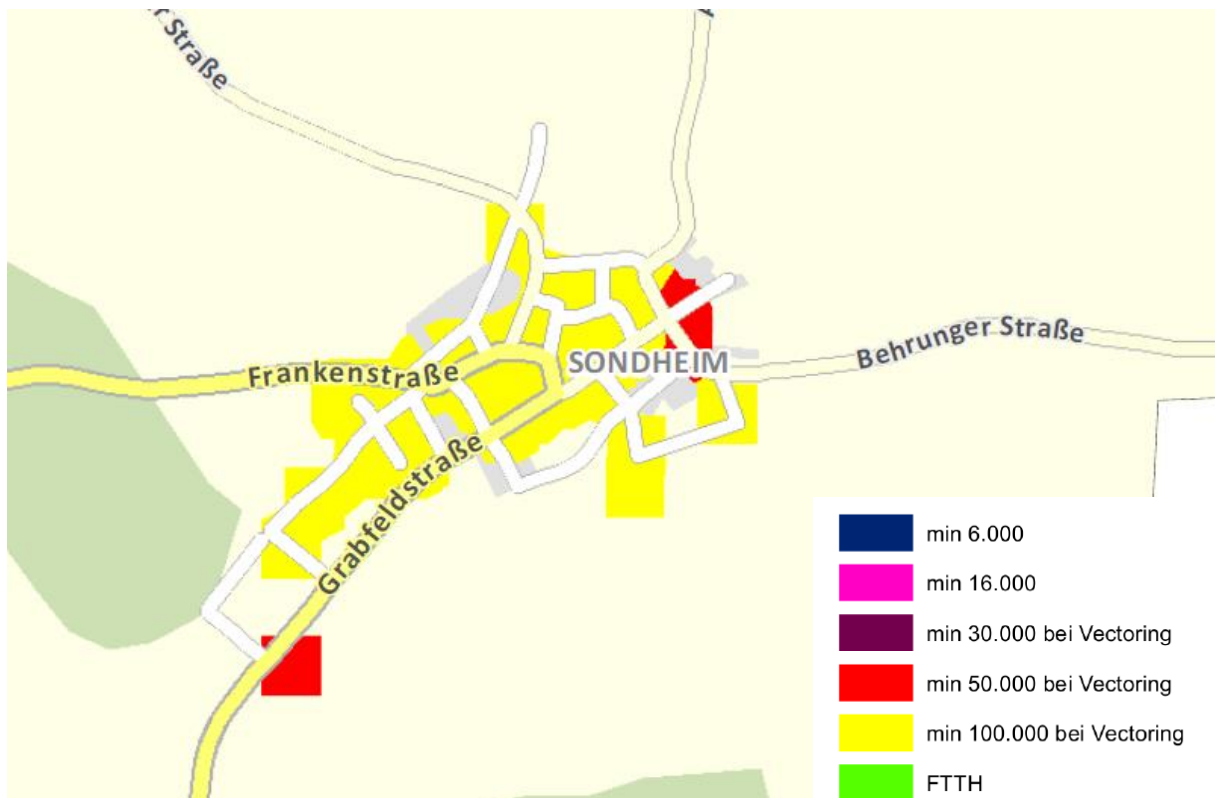 Straße
Frankenstraße
SONDHEIM
Behrunger Straße
Grabfeldstraße
min 6.000
min 16.000
min 30.000 bei Vectoring
min 50.000 bei Vectoring
min 100.000 bei Vectoring
FTTH